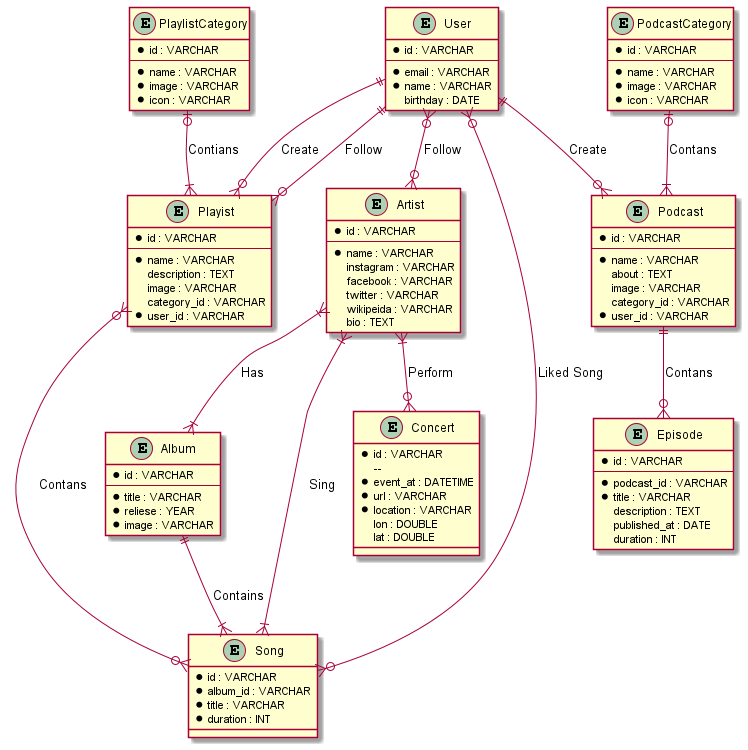 E PlaylistCategory
id : VARCHAR
name : VARCHAR
image : VARCHAR
icon : VARCHAR
E User
id : VARCHAR
email : VARCHAR
name : VARCHAR
birthday : DATE
E PodcastCategory
id : VARCHAR
name : VARCHAR
image : VARCHAR
icon : VARCHAR
Contians
Create
Follow
Follow
Create
Contans
E Playist
id : VARCHAR
name : VARCHAR
description : TEXT
image : VARCHAR
category_id : VARCHAR
user_id : VARCHAR
E Artist
id : VARCHAR
name : VARCHAR
instagram : VARCHAR
facebook : VARCHAR
twitter : VARCHAR
wikipeida : VARCHAR
bio : TEXT
E Podcast
id : VARCHAR
name : VARCHAR
about : TEXT
image : VARCHAR
category_id : VARCHAR
user_id : VARCHAR
Has
Perform
Liked Song
Contans
E Album
id : VARCHAR
title : VARCHAR
reliese : YEAR
image : VARCHAR
E Concert
id : VARCHAR
--
event_at : DATETIME
url : VARCHAR
location : VARCHAR
lon : DOUBLE
lat : DOUBLE
E Episode
id : VARCHAR
podcast_id : VARCHAR
title : VARCHAR
description : TEXT
published_at : DATE
duration : INT
Contans
Sing
Contains
E Song
id : VARCHAR
album_id : VARCHAR
title : VARCHAR
duration : INT